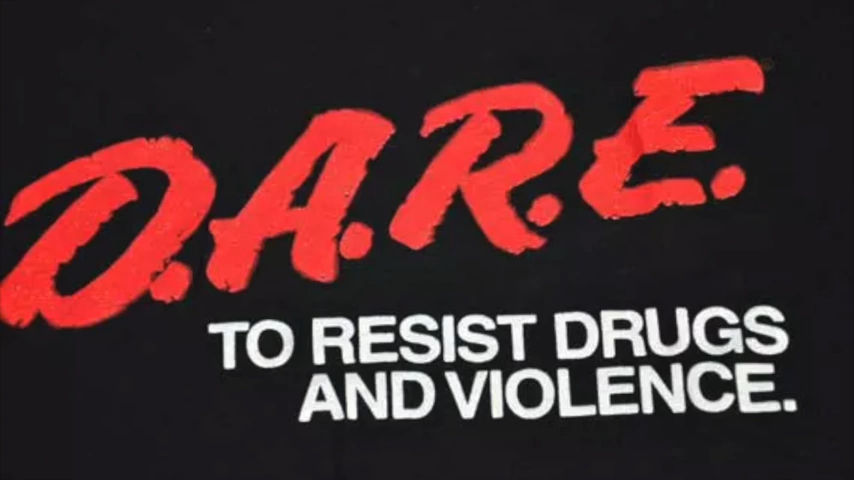 D.A.R.E.
TO RESIST DRUGS
AND VIOLENCE.